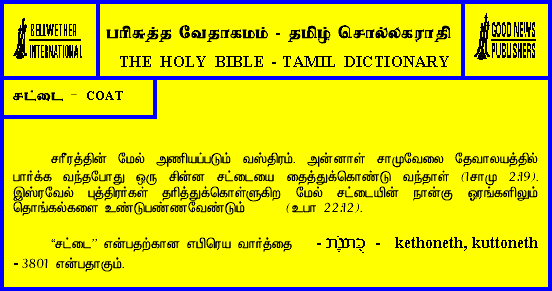 BELLWETHER
INTERNATIONAL
பரிசுத்த வேதாகமம் - தமிழ் சொல்லகராதி
THE HOLY BIBLE - TAMIL DICTIONARY
GOOD NEWS
PUBLISHERS
சட்டை - COAT
சரீரத்தின் மேல் அணியப்படும் வஸ்திரம். அன்னாள் சாமுவேலை தேவாலயத்தில்
பார்க்க வந்தபோது ஒரு சின்ன சட்டையை தைத்துக்கொண்டு வந்தாள் (1சாமு 2:19).
இஸ்ரவேல் புத்திரர்கள் தரித்துக்கொள்ளுகிற மேல் சட்டையின் நான்கு ஓரங்களிலும்
தொங்கல்களை உண்டுபண்ணவேண்டும் (உபா 22:12).
"சட்டை" என்பதற்கான எபிரெய வார்த்தை - כְּתֹנֶת - kethoneth, kuttoneth
- 3801 என்பதாகும்.